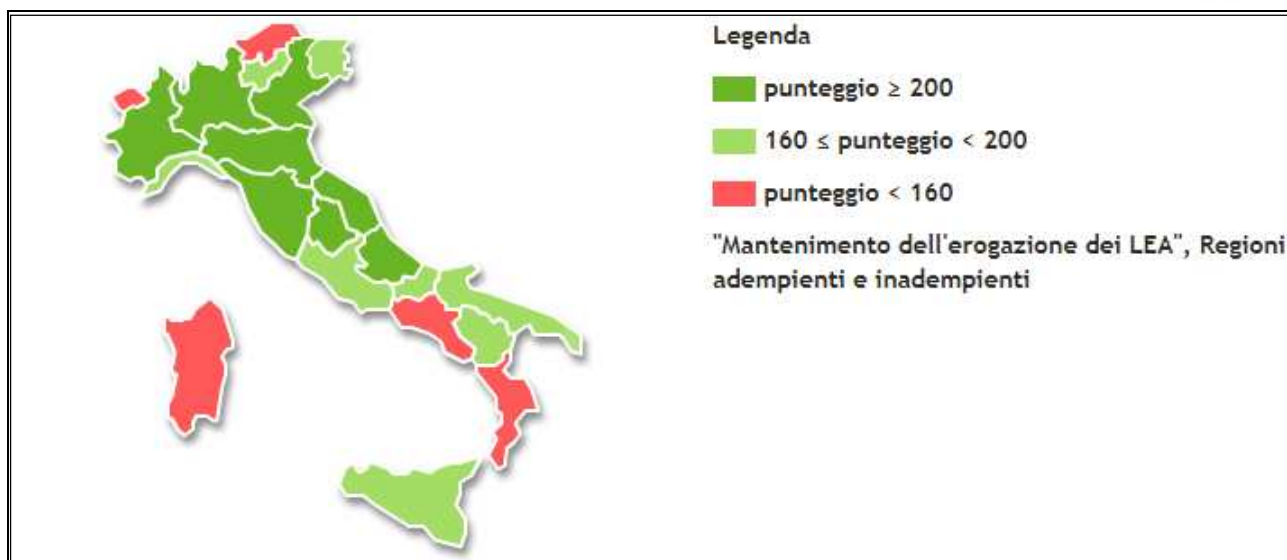 Legenda
punteggio ≥ 200
160 ≤ punteggio < 200
punteggio < 160
"Mantenimento dell'erogazione dei LEA", Regioni
adempienti e inadempienti